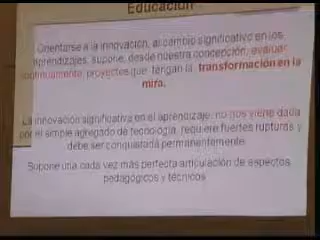 Educación
Orientarse a la innovación, al cambio significativo en los
aprendizajes, supone, desde nuestra concepción, evaluar
continuamente, proyectos que tengan la transformación en la
mira.
La innovación significativa en el aprendizaje, no nos viene dada
por el simple agregado de tecnología, requiere fuertes rupturas y
debe ser conquistada permanentemente.
Supone una cada vez más perfecta articulación de aspectos
pedagógicos y técnicos